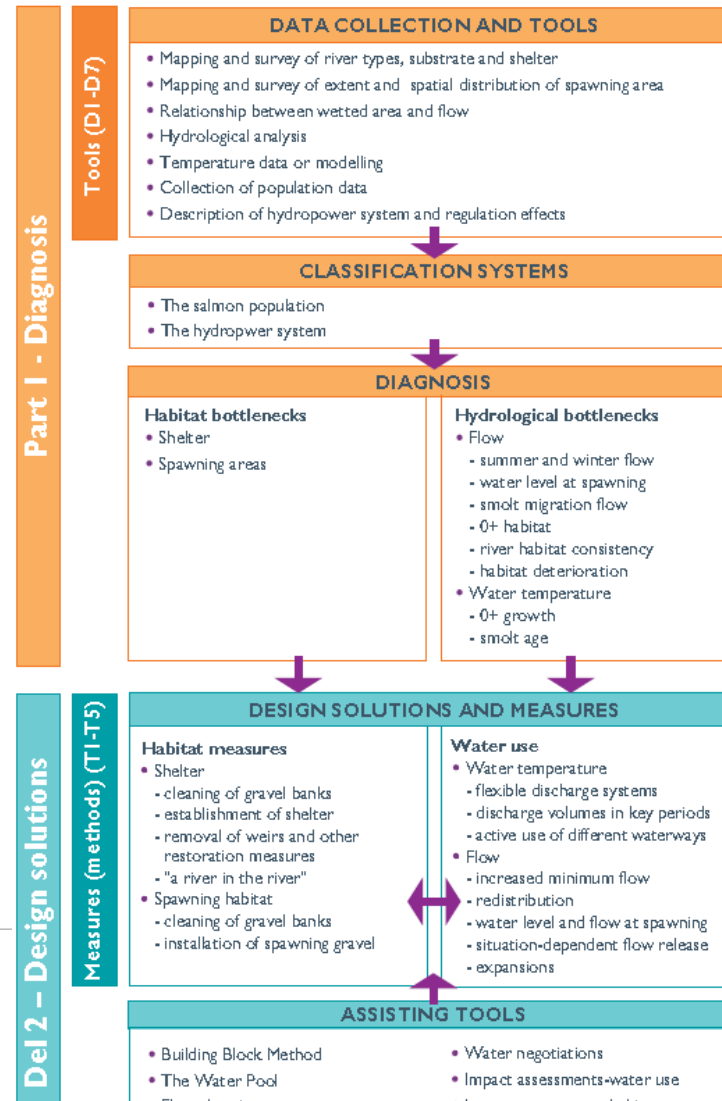 Part 1 - Diagnosis
Tools (D1-D7)
DATA COLLECTION AND TOOLS
• Mapping and survey of river types, substrate and shelter
• Mapping and survey of extent and spatial distribution of spawning area
• Relationship between wetted area and flow
• Hydrological analysis
• Temperature data or modelling
• Collection of population data
• Description of hydropower system and regulation effects
CLASSIFICATION SYSTEMS
• The salmon population
• The hydropwer system
DIAGNOSIS
Habitat bottlenecks
• Shelter
• Spawning areas
Hydrological bottlenecks
• Flow
- summer and winter flow
- water level at spawning
- smolt migration flow
- 0+ habitat
- river habitat consistency
- habitat deterioration
• Water temperature
- 0+ growth
- smolt age
Del 2 – Design solutions
Measures (methods) (T1-T5)
DESIGN SOLUTIONS AND MEASURES
Habitat measures
• Shelter
- cleaning of gravel banks
- establishment of shelter
- removal of weirs and other
restoration measures
- "a river in the river"
• Spawning habitat
- cleaning of gravel banks
- installation of spawning gravel
Water use
• Water temperature
- flexible discharge systems
- discharge volumes in key periods
- active use of different waterways
• Flow
- increased minimum flow
- redistribution
- water level and flow at spawning
- situation-dependent flow release
- expansions
ASSISTING TOOLS
• Building Block Method
• The Water Pool
• Water negotiations
• Impact assessments-water use